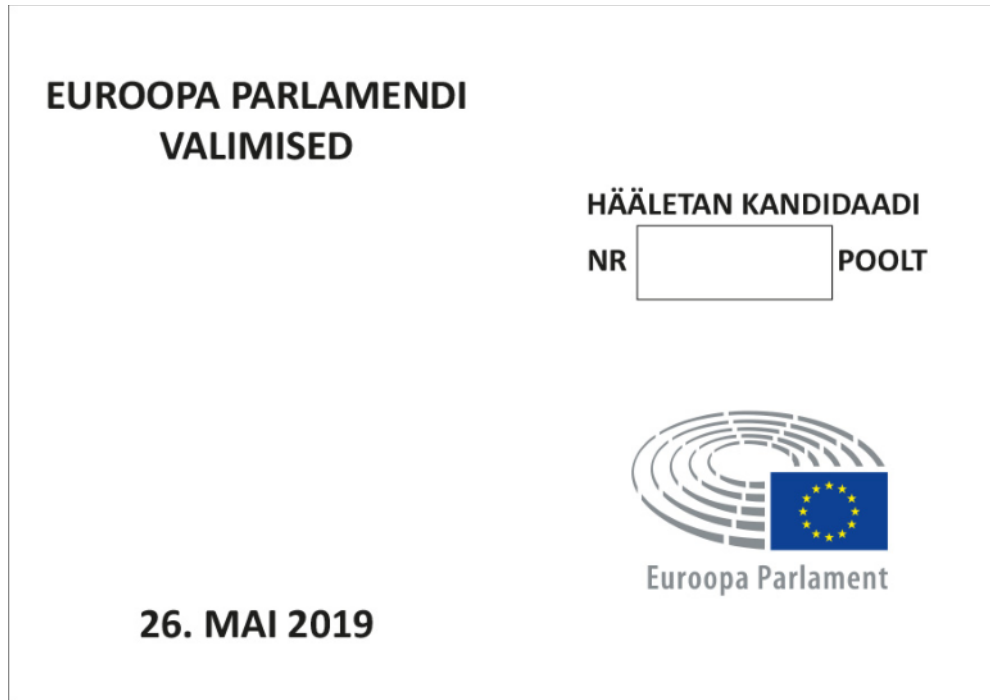 EUROOPA PARLAMENDI
VALIMISED
HÄÄLETAN KANDIDAADI
NR POOLT
Euroopa Parlament
26. MAI 2019